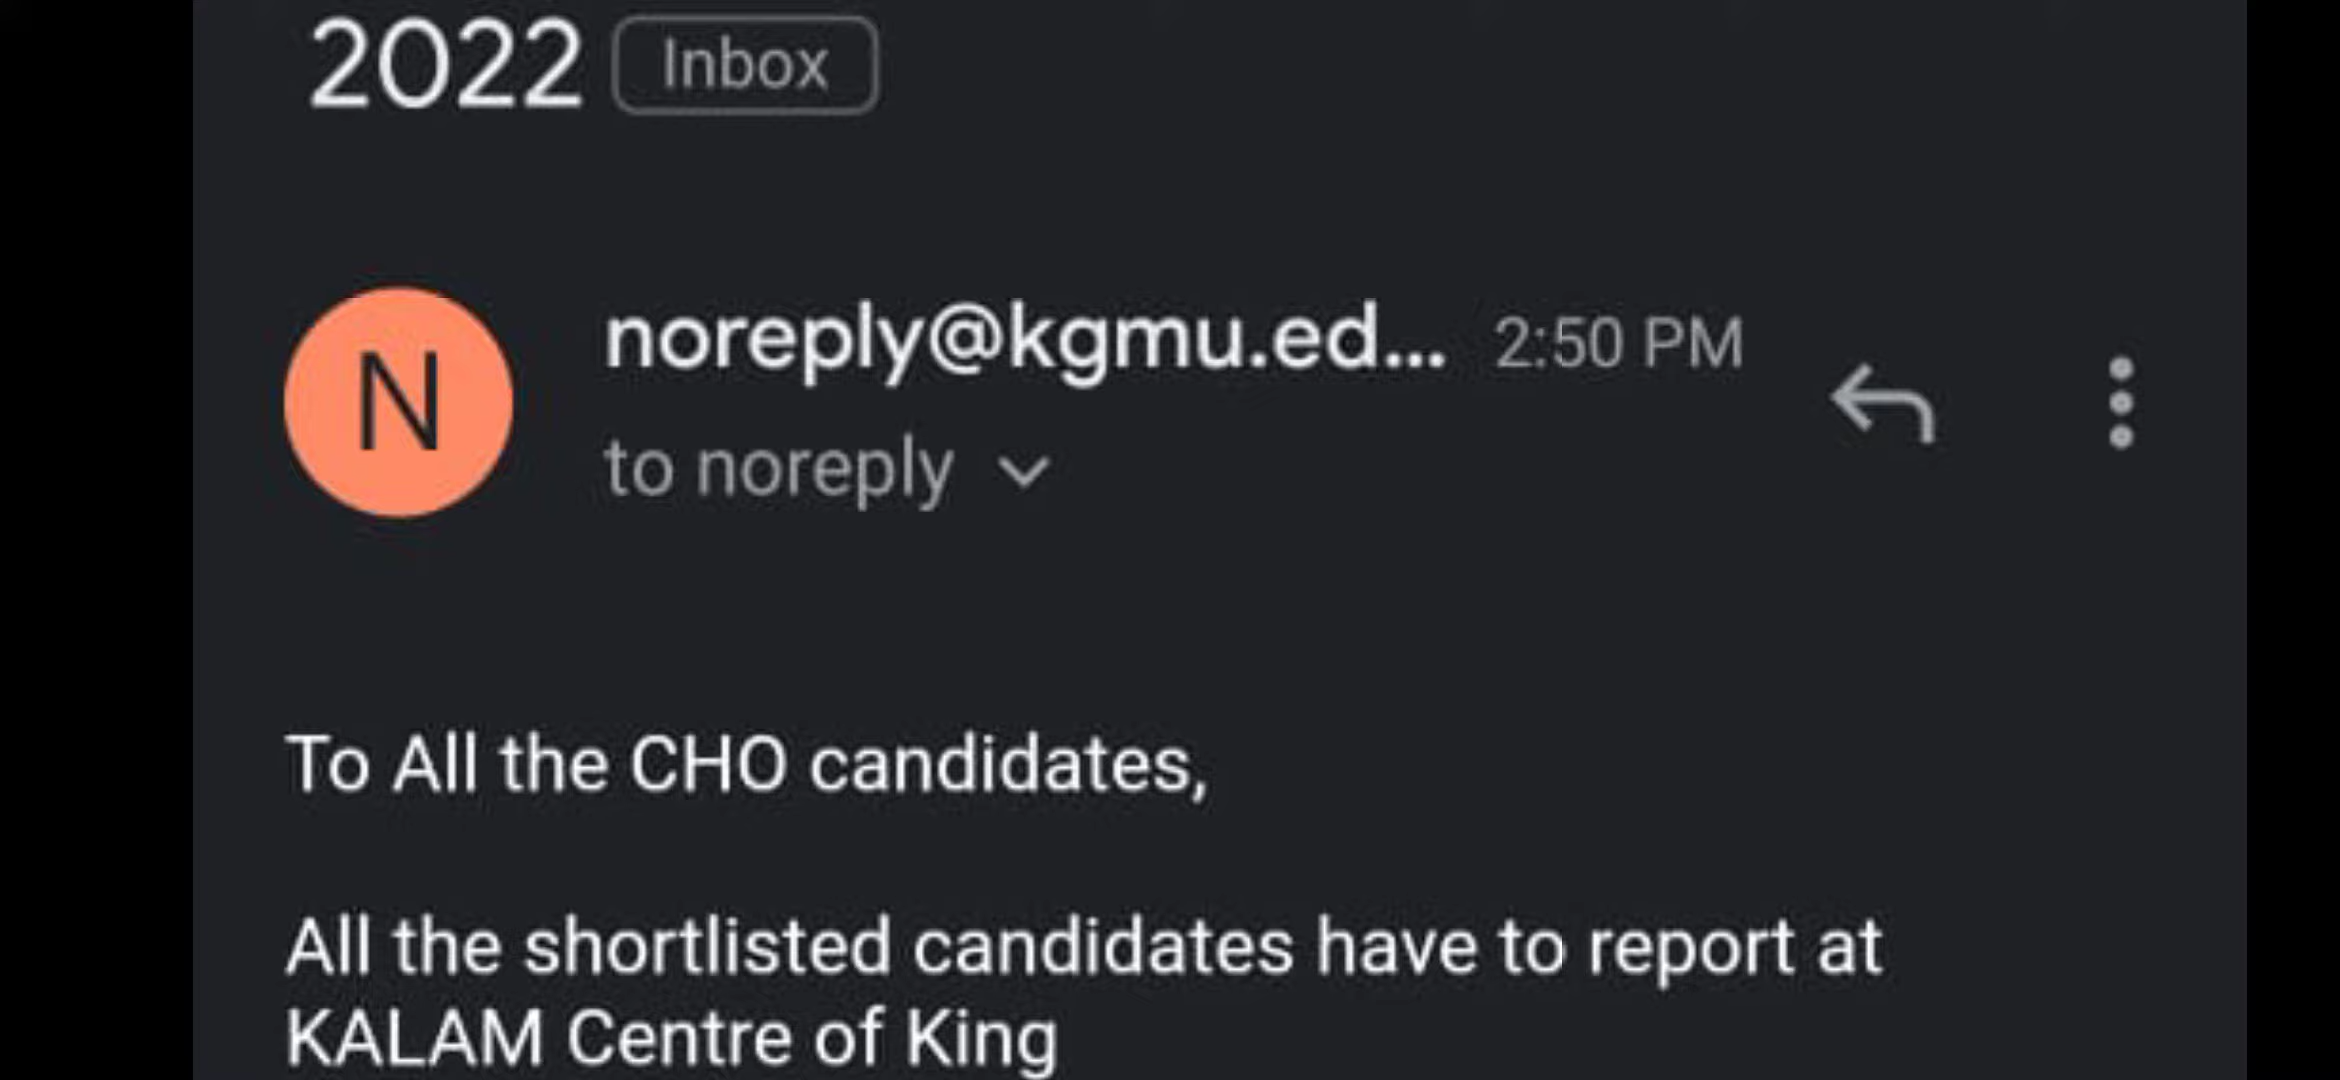 2022 Inbox
N
noreply@kgmu.ed... 2:50 PM
to noreply
To All the CHO candidates,
All the shortlisted candidates have to report at
KALAM Centre of King